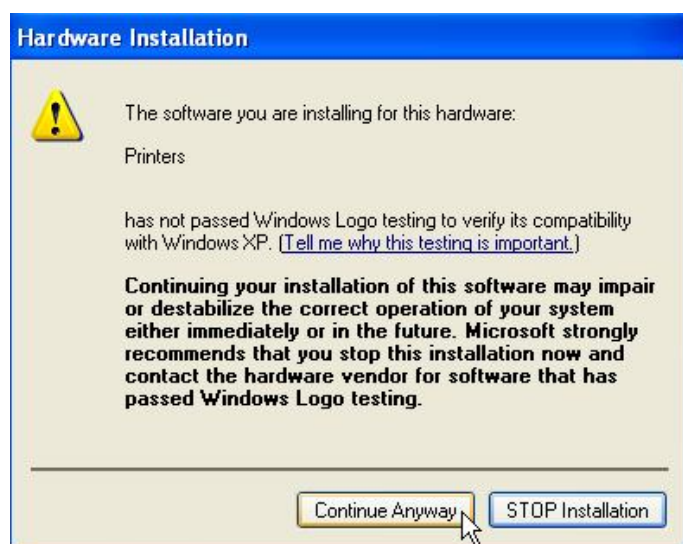 Hardware Installation
The software you are installing for this hardware:
Printers
has not passed Windows Logo testing to verify its compatibility
with Windows XP. (Tell me why this testing is important.)
Continuing your installation of this software may impair
or destabilize the correct operation of your system
either immediately or in the future. Microsoft strongly
recommends that you stop this installation now and
contact the hardware vendor for software that has
passed Windows Logo testing.
Continue Anyway STOP Installation